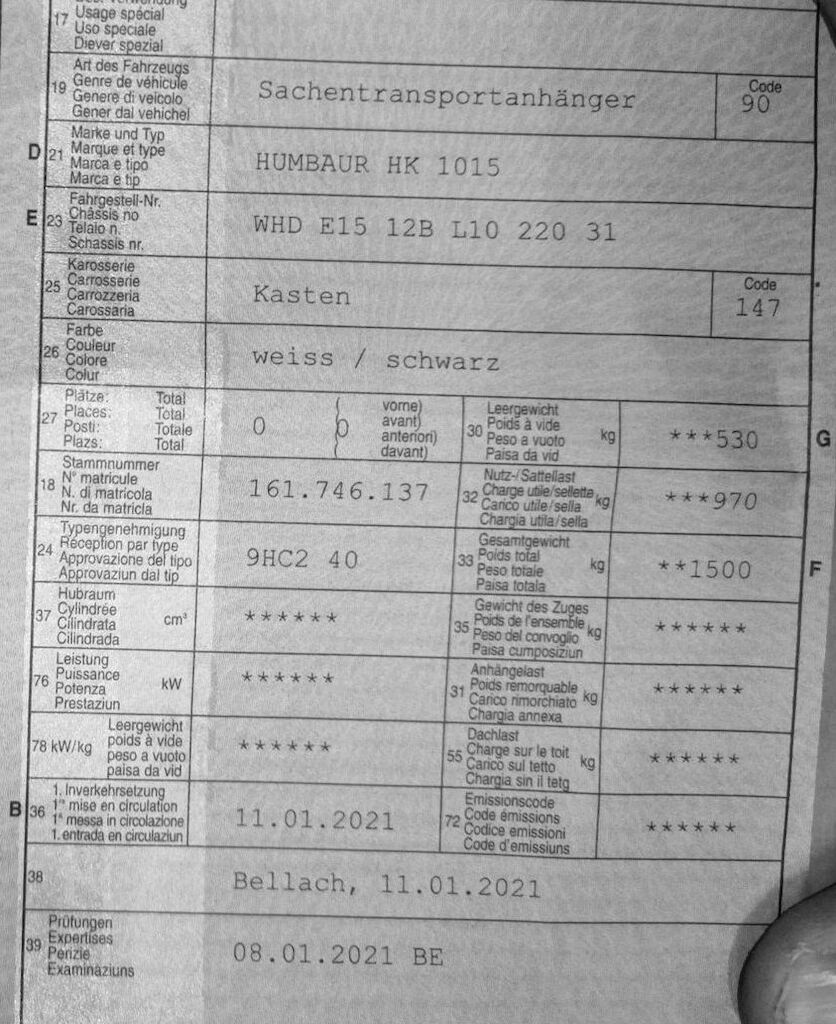 17 Usage spécial
Uso speciale
Diever spezial
19 Art des Fahrzeugs
Genre de véhicule
Genere di veicolo
Gener dal vehichel
Sachentransportanhänger
Code
90
D 21 Marke und Typ
Marque et type
Marca e tipo
Marca e tip
HUMBAUR HK 1015
E 23 Fahrgestell-Nr.
Châssis no
Telaio n.
Schassis nr.
WHD E15 12B L10 220 31
25 Karosserie
Carrosserie
Carrozzeria
Carossaria
Kasten
Code
147
26 Farbe
Couleur
Colore
Colur
weiss / schwarz
27 Plätze: Total
Places: Total
Posti: Totale
Plazs: Total
0 ( 0 vorne)
avant)
anteriori)
davant)
30 Leergewicht
Poids à vide
Peso a vuoto
Paisa da vid
kg
***530
G
18 Stammnummer
N° matricule
N. di matricola
Nr. da matricla
161.746.137
32 Nutz-/Sattellast
Charge utile/sellette
Carico utile/sella
Chargia utila/sella
kg
***970
24 Typengenehmigung
Réception par type
Approvazione del tipo
Approvaziun dal tip
9HC2 40
33 Gesamtgewicht
Poids total
Peso totale
Paisa totala
kg
**1500
F
37 Hubraum
Cylindrée
Cilindrata
Cilindrada
cm³
******
35 Gewicht des Zuges
Poids de l'ensemble
Peso del convoglio
Paisa cumposiziun
kg
******
76 Leistung
Puissance
Potenza
Prestaziun
kW
******
31 Anhängelast
Poids remorquable
Carico rimorchiato
Chargia annexa
kg
******
78 kW/kg Leergewicht
poids à vide
peso a vuoto
paisa da vid
******
55 Dachlast
Charge sur le toit
Carico sul tetto
Chargia sin il tetg
kg
******
B 36 1. Inverkehrsetzung
1re mise en circulation
1a messa in circolazione
1. entrada en circulaziun
11.01.2021
72 Emissionscode
Code émissions
Codice emissioni
Code d'emissiuns
******
38 Bellach, 11.01.2021
39 Prüfungen
Expertises
Perizie
Examinaziuns
08.01.2021 BE